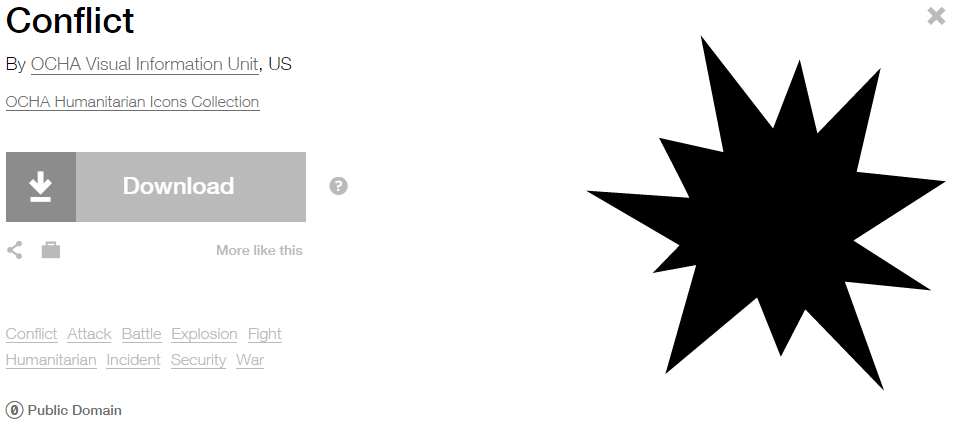 Conflict
By OCHA Visual Information Unit, US
OCHA Humanitarian Icons Collection
Download
?
More like this
Conflict Attack Battle Explosion Fight
Humanitarian Incident Security War
0 Public Domain